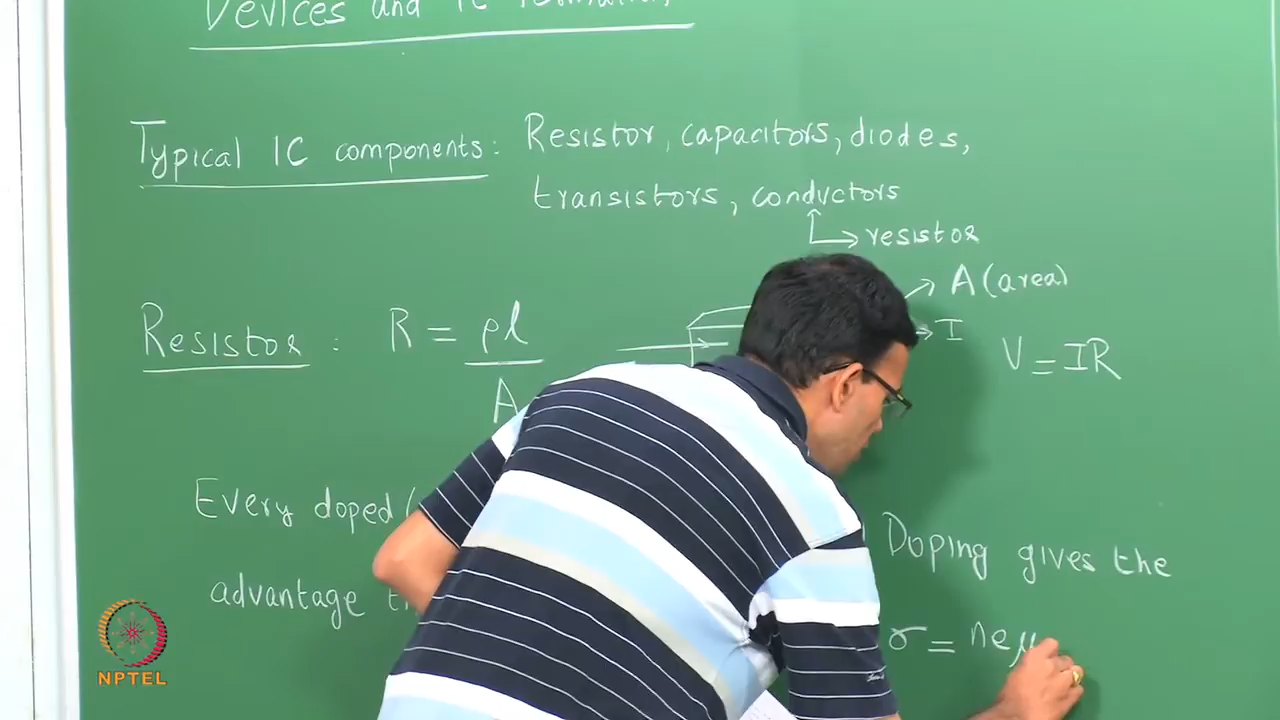 Devices and IC
Typical IC components: Resistor, capacitors, diodes,
transistors, conductors
resistor
A (area)
I
Resistor : R = ρl
A
V = IR
Every doped
advantage
Doping gives the
σ = neμ
NPTEL